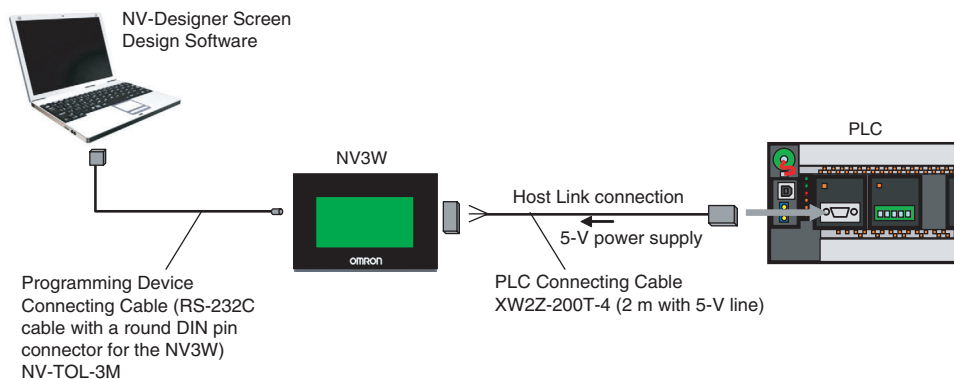 NV-Designer Screen
Design Software
PLC
NV3W
Host Link connection
5-V power supply
OMRON
Programming Device
Connecting Cable (RS-232C
cable with a round DIN pin
connector for the NV3W)
NV-TOL-3M
PLC Connecting Cable
XW2Z-200T-4 (2 m with 5-V line)